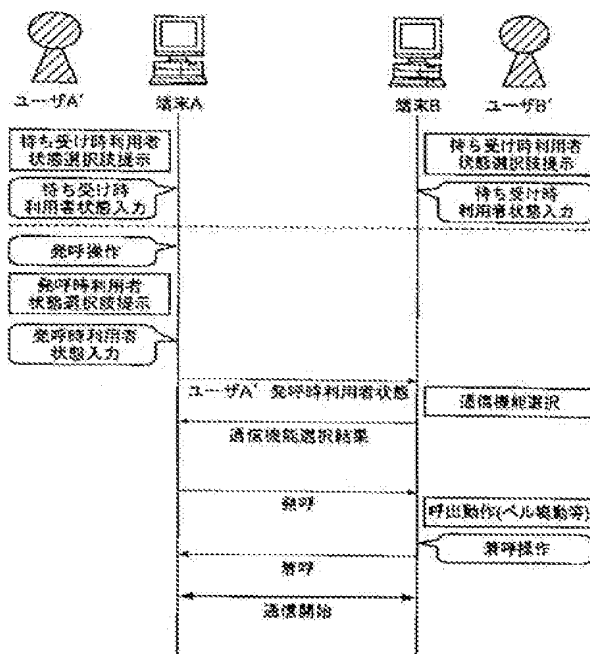 ユーザA'
端末A
端末B
ユーザB'
待ち受け時利用者
状態選択肢提示
待ち受け時
利用者状態入力
待ち受け時利用者
状態選択肢提示
待ち受け時
利用者状態入力
発呼操作
発呼時利用者
状態選択肢提示
発呼時利用者
状態入力
ユーザA' 発呼時利用者状態
通信機能選択
通信機能選択結果
発呼
呼出動作(ベル鳴動等)
着呼操作
着呼
通信開始